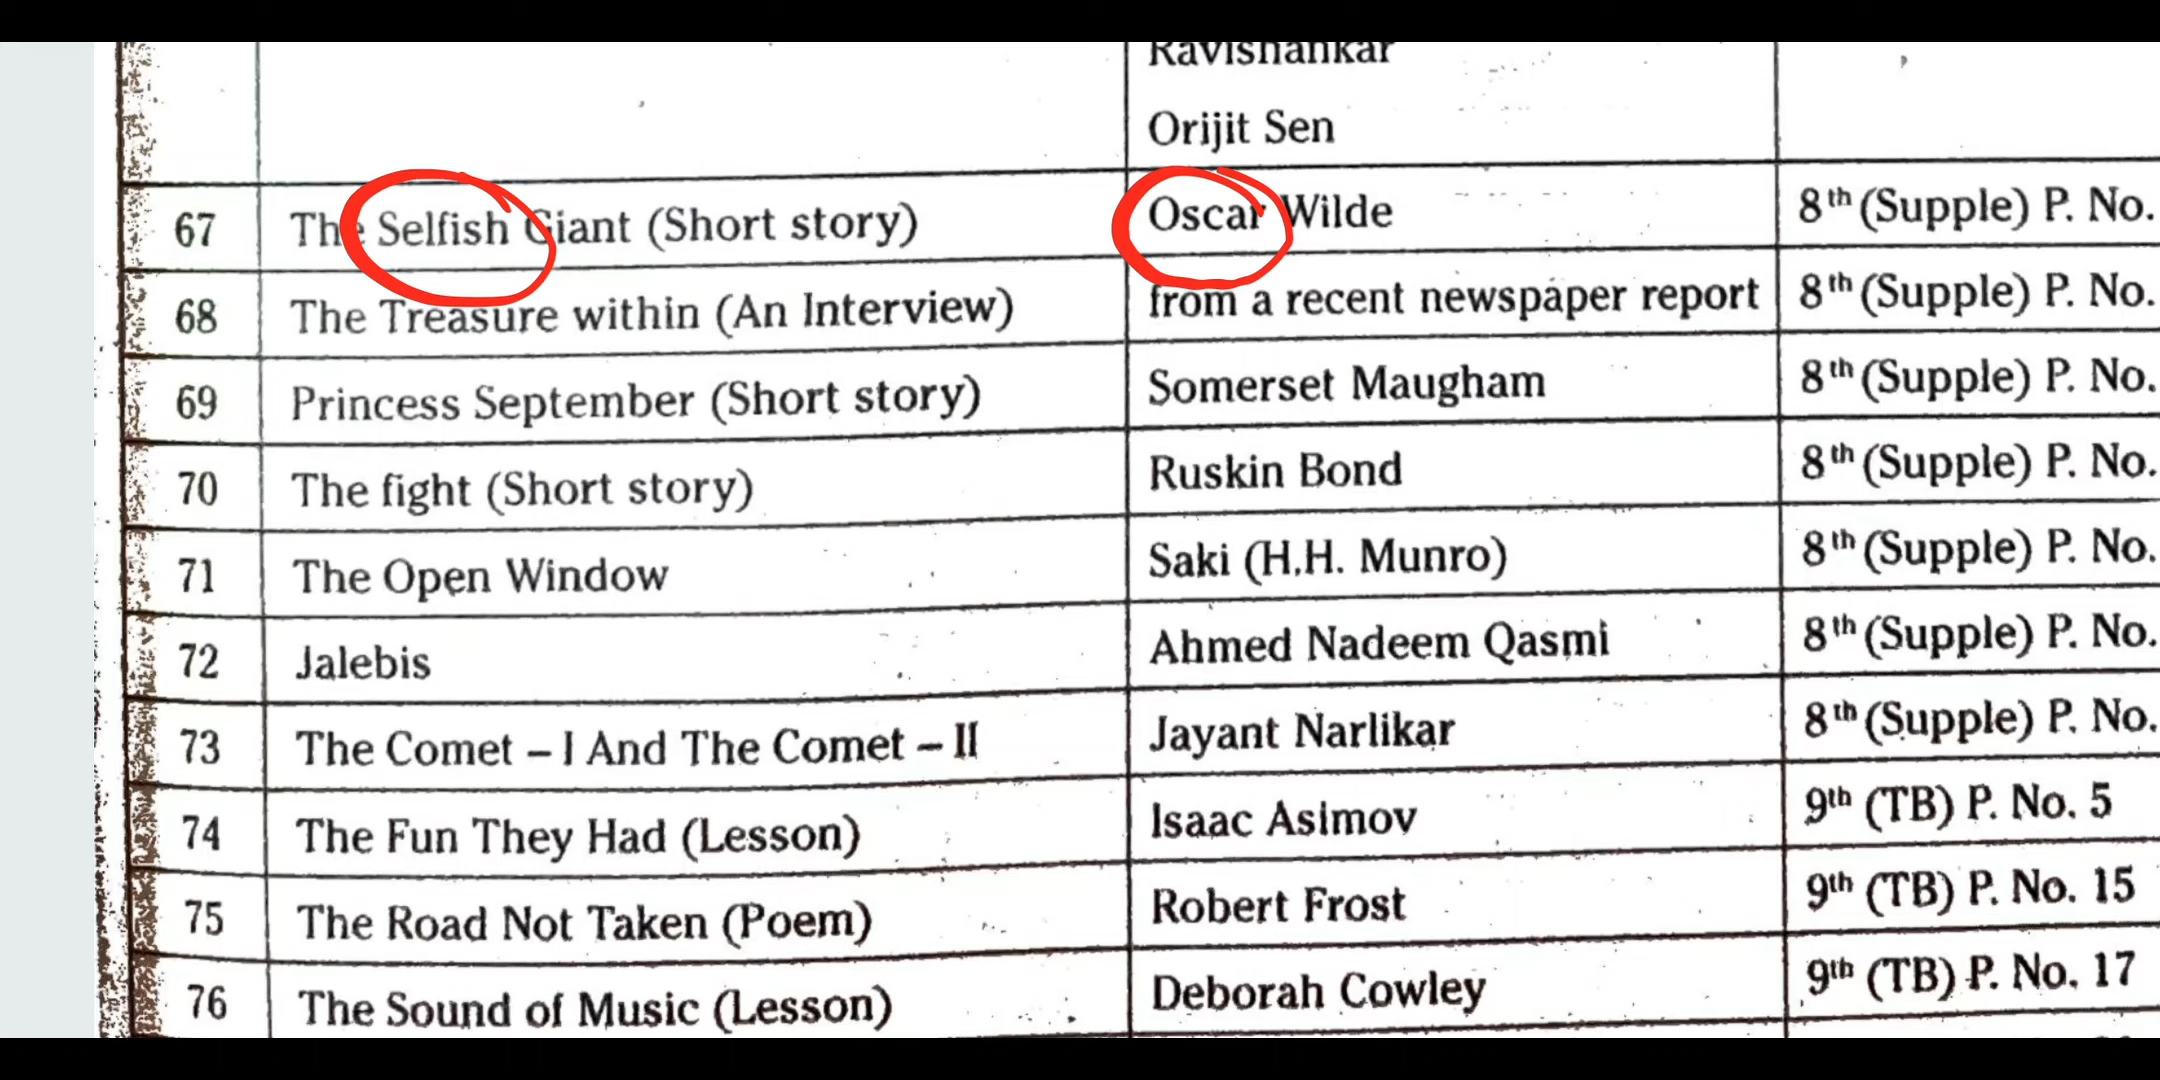 Ravishankar
Orijit Sen
67 The Selfish Giant (Short story) Oscar Wilde 8th (Supple) P. No.
68 The Treasure within (An Interview) from a recent newspaper report 8th (Supple) P. No.
69 Princess September (Short story) Somerset Maugham 8th (Supple) P. No.
70 The fight (Short story) Ruskin Bond 8th (Supple) P. No.
71 The Open Window Saki (H.H. Munro) 8th (Supple) P. No.
72 Jalebis Ahmed Nadeem Qasmi 8th (Supple) P. No.
73 The Comet – I And The Comet – II Jayant Narlikar 8th (Supple) P. No.
74 The Fun They Had (Lesson) Isaac Asimov 9th (TB) P. No. 5
75 The Road Not Taken (Poem) Robert Frost 9th (TB) P. No. 15
76 The Sound of Music (Lesson) Deborah Cowley 9th (TB) P. No. 17